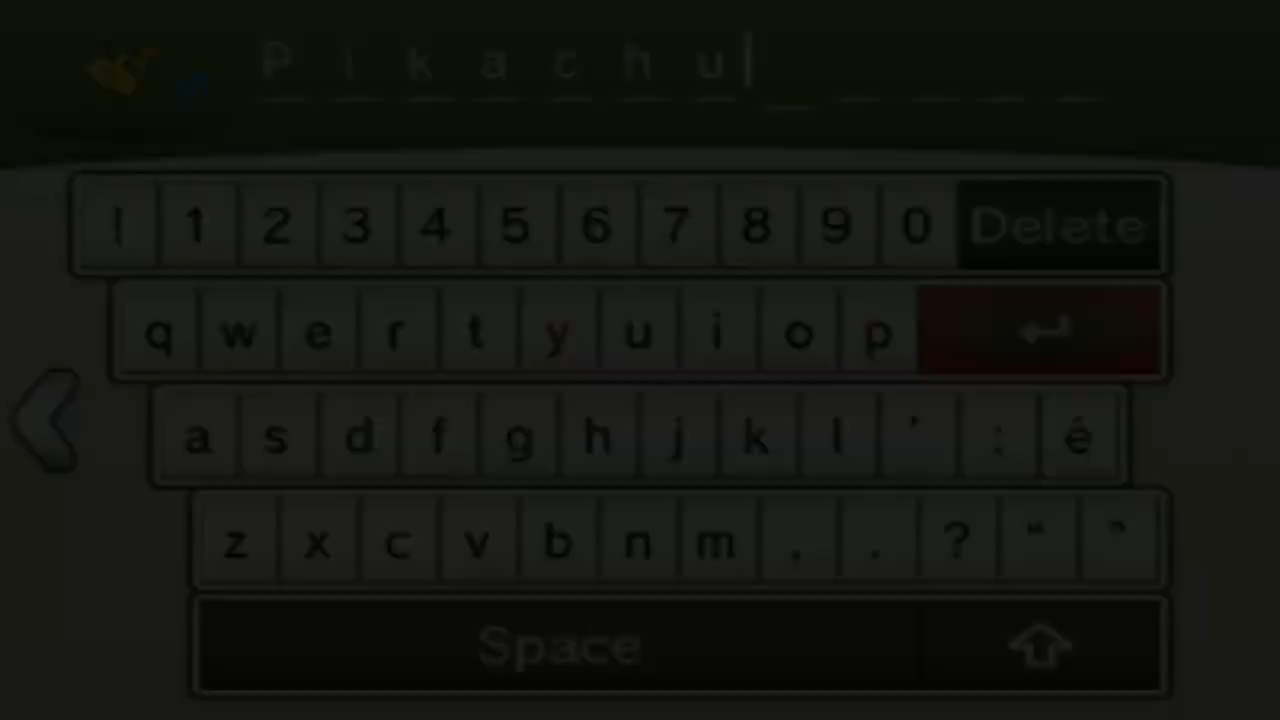 Pikachu
! 1 2 3 4 5 6 7 8 9 0 Delete
q w e r t y u i o p
a s d f g h j k l ' : é
z x c v b n m , . ? “ ”
Space